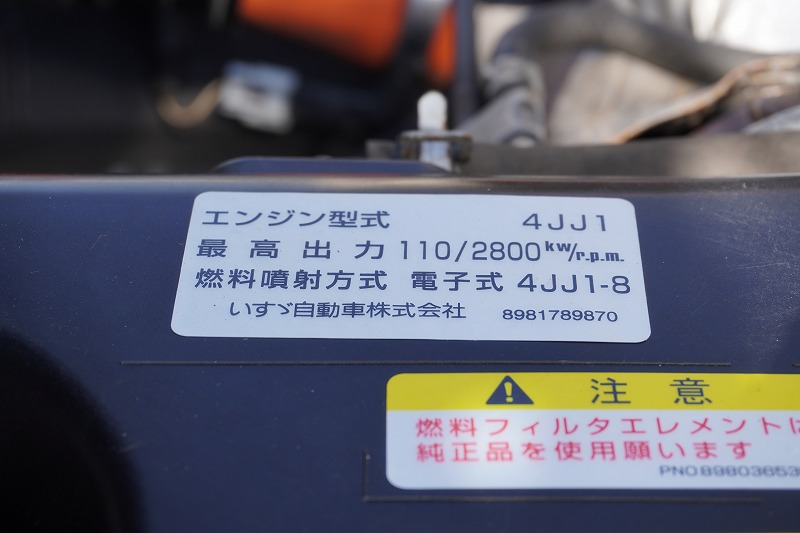 エンジン型式 4JJ1
最高出力 110/2800kw/r.p.m.
燃料噴射方式 電子式 4JJ1-8
いすゞ自動車株式会社 8981789870
注意
燃料フィルタエレメントは
純正品を使用願います
PNO89803653